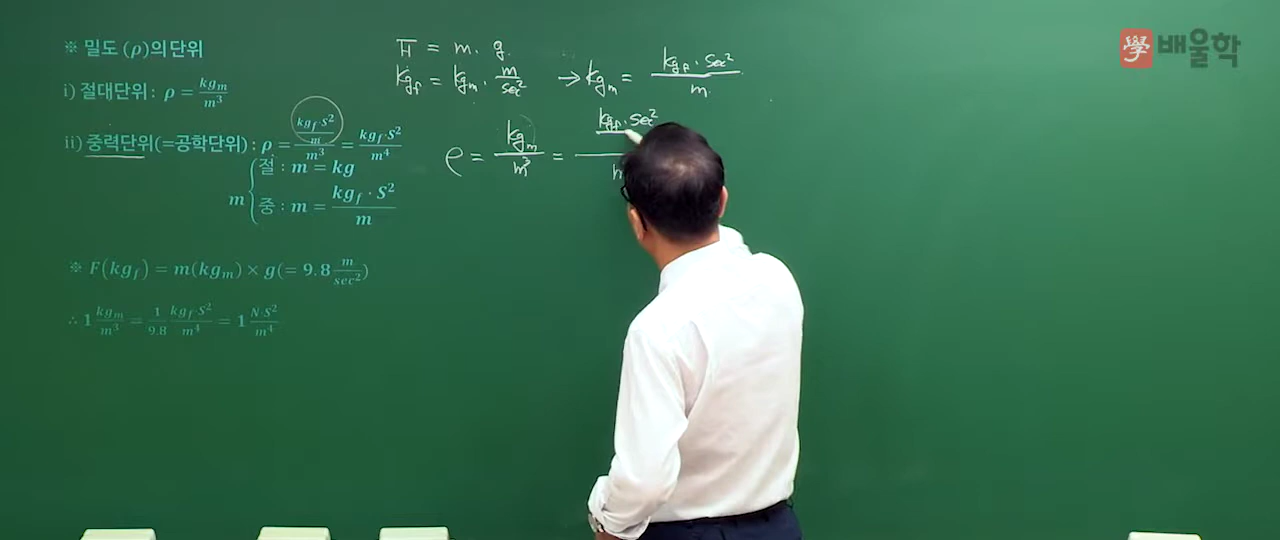 ※ 밀도 (ρ)의 단위
i) 절대단위 : ρ = kg_m/m³
ii) 중력단위(=공학단위) : ρ = (kg_f·S²/m)/m³ = kg_f·S²/m⁴
m { 절 : m = kg
중 : m = kg_f · S²/m
※ F(kg_f) = m(kg_m) × g(= 9.8 m/sec²)
∴ 1 kg_m/m³ = 1/9.8 kg_f·S²/m⁴ = 1 N·S²/m⁴
= m. g.
kg_f = kg_m · m/sec² → kg_m = kg_f · sec²/m
ρ = kg_m/m³ = kg_f · sec²
學 배울학